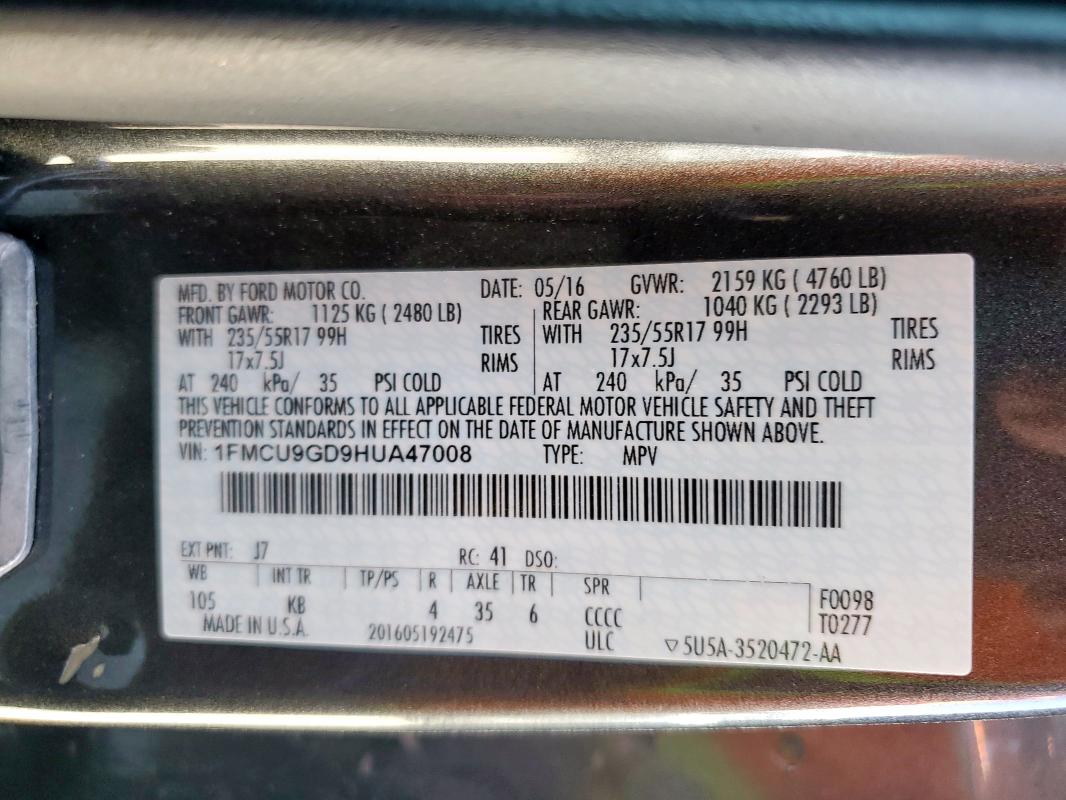 MFD. BY FORD MOTOR CO. DATE: 05/16 GVWR: 2159 KG ( 4760 LB)
FRONT GAWR: 1125 KG ( 2480 LB) REAR GAWR: 1040 KG ( 2293 LB)
WITH 235/55R17 99H TIRES WITH 235/55R17 99H TIRES
17x7.5J RIMS 17x7.5J RIMS
AT 240 kPa/ 35 PSI COLD AT 240 kPa/ 35 PSI COLD
THIS VEHICLE CONFORMS TO ALL APPLICABLE FEDERAL MOTOR VEHICLE SAFETY AND THEFT
PREVENTION STANDARDS IN EFFECT ON THE DATE OF MANUFACTURE SHOWN ABOVE.
VIN: 1FMCU9GD9HUA47008 TYPE: MPV
EXT PNT: J7 RC: 41 DSO:
WB INT TR TP/PS R AXLE TR SPR
105 KB 4 35 6 CCCC F0098
MADE IN U.S.A. 201605192475 ULC T0277
▽5U5A-3520472-AA